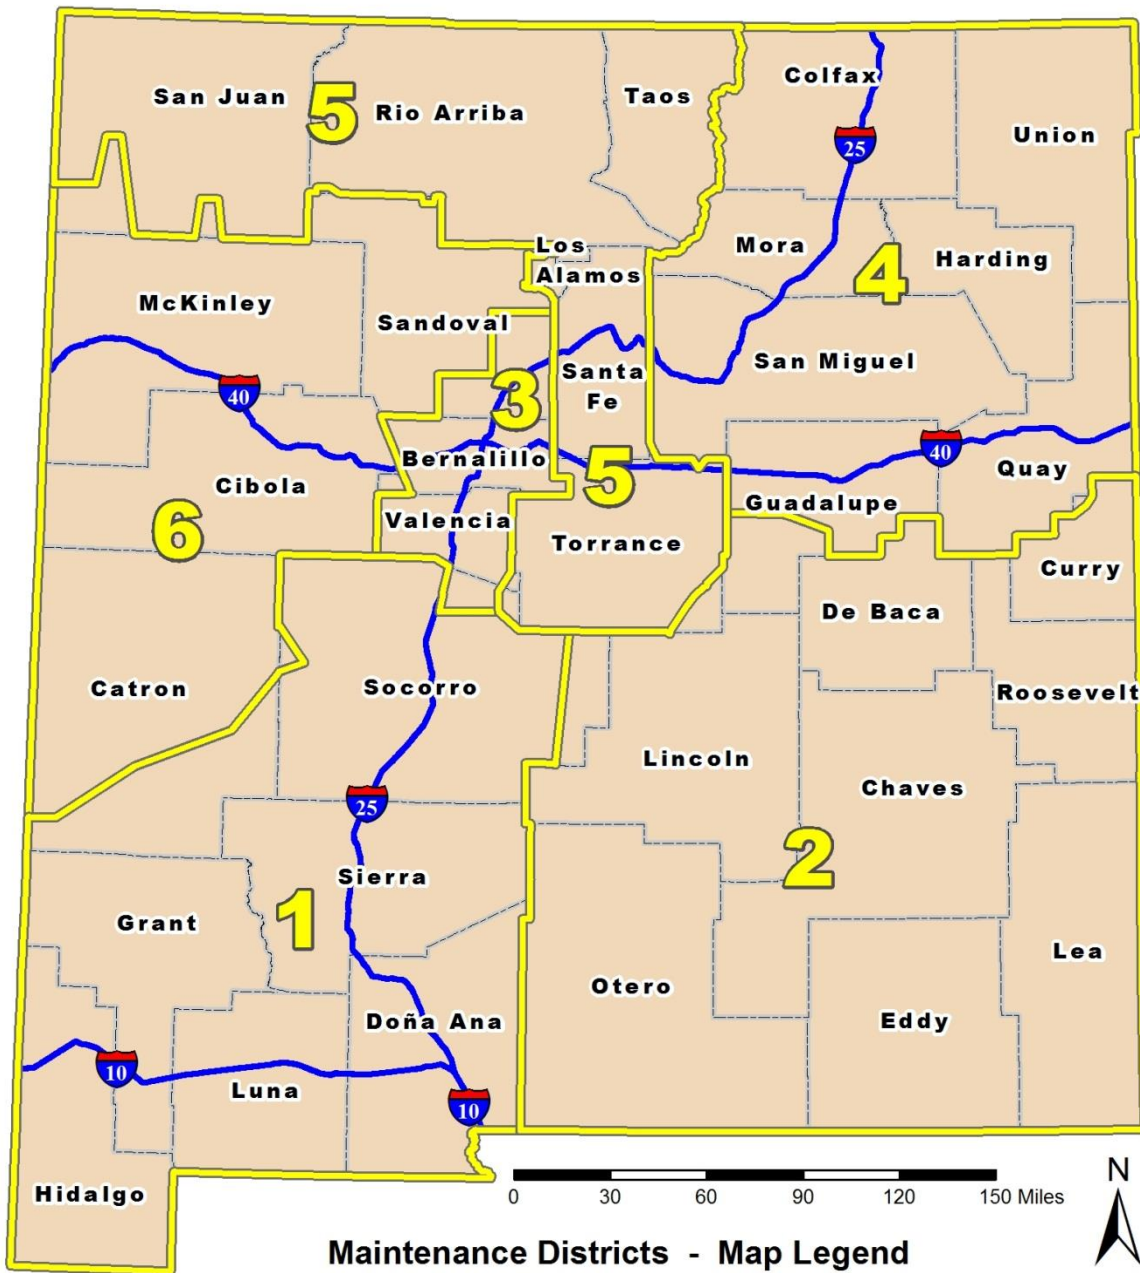 Colfax
San Juan
5
Rio Arriba
Taos
25
Union
Los
Alamos
Mora
4
Harding
McKinley
Sandoval
San Miguel
Santa
Fe
40
3
40
Bernalillo
5
Quay
Cibola
6
Valencia
Guadalupe
Torrance
Curry
De Baca
Catron
Socorro
Roosevelt
Lincoln
Chaves
25
2
Sierra
Grant
1
Otero
Lea
Doña Ana
Eddy
10
Luna
10
Hidalgo
N
0 30 60 90 120 150 Miles
Maintenance Districts - Map Legend